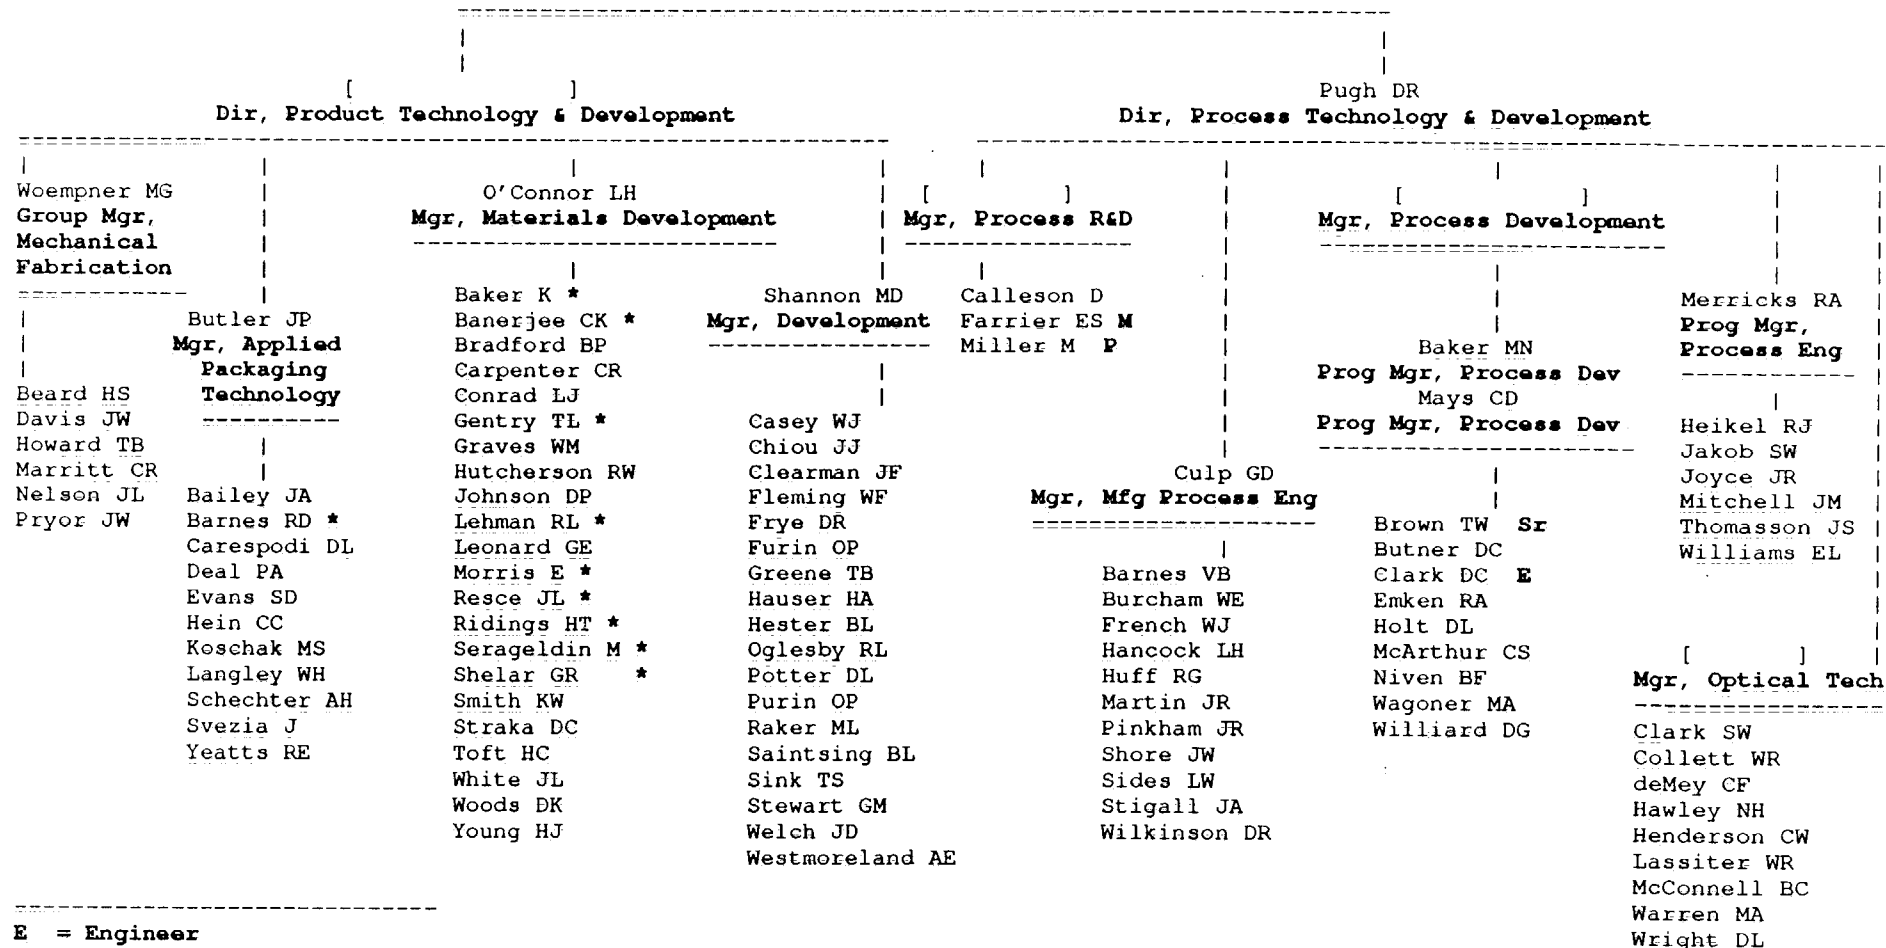 [ ]
Dir, Product Technology & Development
Pugh DR
Dir, Process Technology & Development
Woempner MG
Group Mgr,
Mechanical
Fabrication
Beard HS
Davis JW
Howard TB
Marritt CR
Nelson JL
Pryor JW
Butler JP
Mgr, Applied
Packaging
Technology
Bailey JA
Barnes RD *
Carespodi DL
Deal PA
Evans SD
Hein CC
Koschak MS
Langley WH
Schechter AH
Svezia J
Yeatts RE
O'Connor LH
Mgr, Materials Development
Baker K *
Banerjee CK *
Bradford BP
Carpenter CR
Conrad LJ
Gentry TL *
Graves WM
Hutcherson RW
Johnson DP
Lehman RL *
Leonard GE
Morris E *
Resce JL *
Ridings HT *
Serageldin M *
Shelar GR *
Smith KW
Straka DC
Toft HC
White JL
Woods DK
Young HJ
Shannon MD
Mgr, Development
Casey WJ
Chiou JJ
Clearman JF
Fleming WF
Frye DR
Furin OP
Greene TB
Hauser HA
Hester BL
Oglesby RL
Potter DL
Purin OP
Raker ML
Saintsing BL
Sink TS
Stewart GM
Welch JD
Westmoreland AE
[ ]
Mgr, Process R&D
Calleson D
Farrier ES M
Miller M P
Culp GD
Mgr, Mfg Process Eng
Barnes VB
Burcham WE
French WJ
Hancock LH
Huff RG
Martin JR
Pinkham JR
Shore JW
Sides LW
Stigall JA
Wilkinson DR
[ ]
Mgr, Process Development
Baker MN
Prog Mgr, Process Dev
Mays CD
Prog Mgr, Process Dev
Brown TW Sr
Butner DC
Clark DC E
Emken RA
Holt DL
McArthur CS
Niven BF
Wagoner MA
Williard DG
Merricks RA
Prog Mgr,
Process Eng
Heikel RJ
Jakob SW
Joyce JR
Mitchell JM
Thomasson JS
Williams EL
[ ]
Mgr, Optical Tech
Clark SW
Collett WR
deMey CF
Hawley NH
Henderson CW
Lassiter WR
McConnell BC
Warren MA
Wright DL
E = Engineer